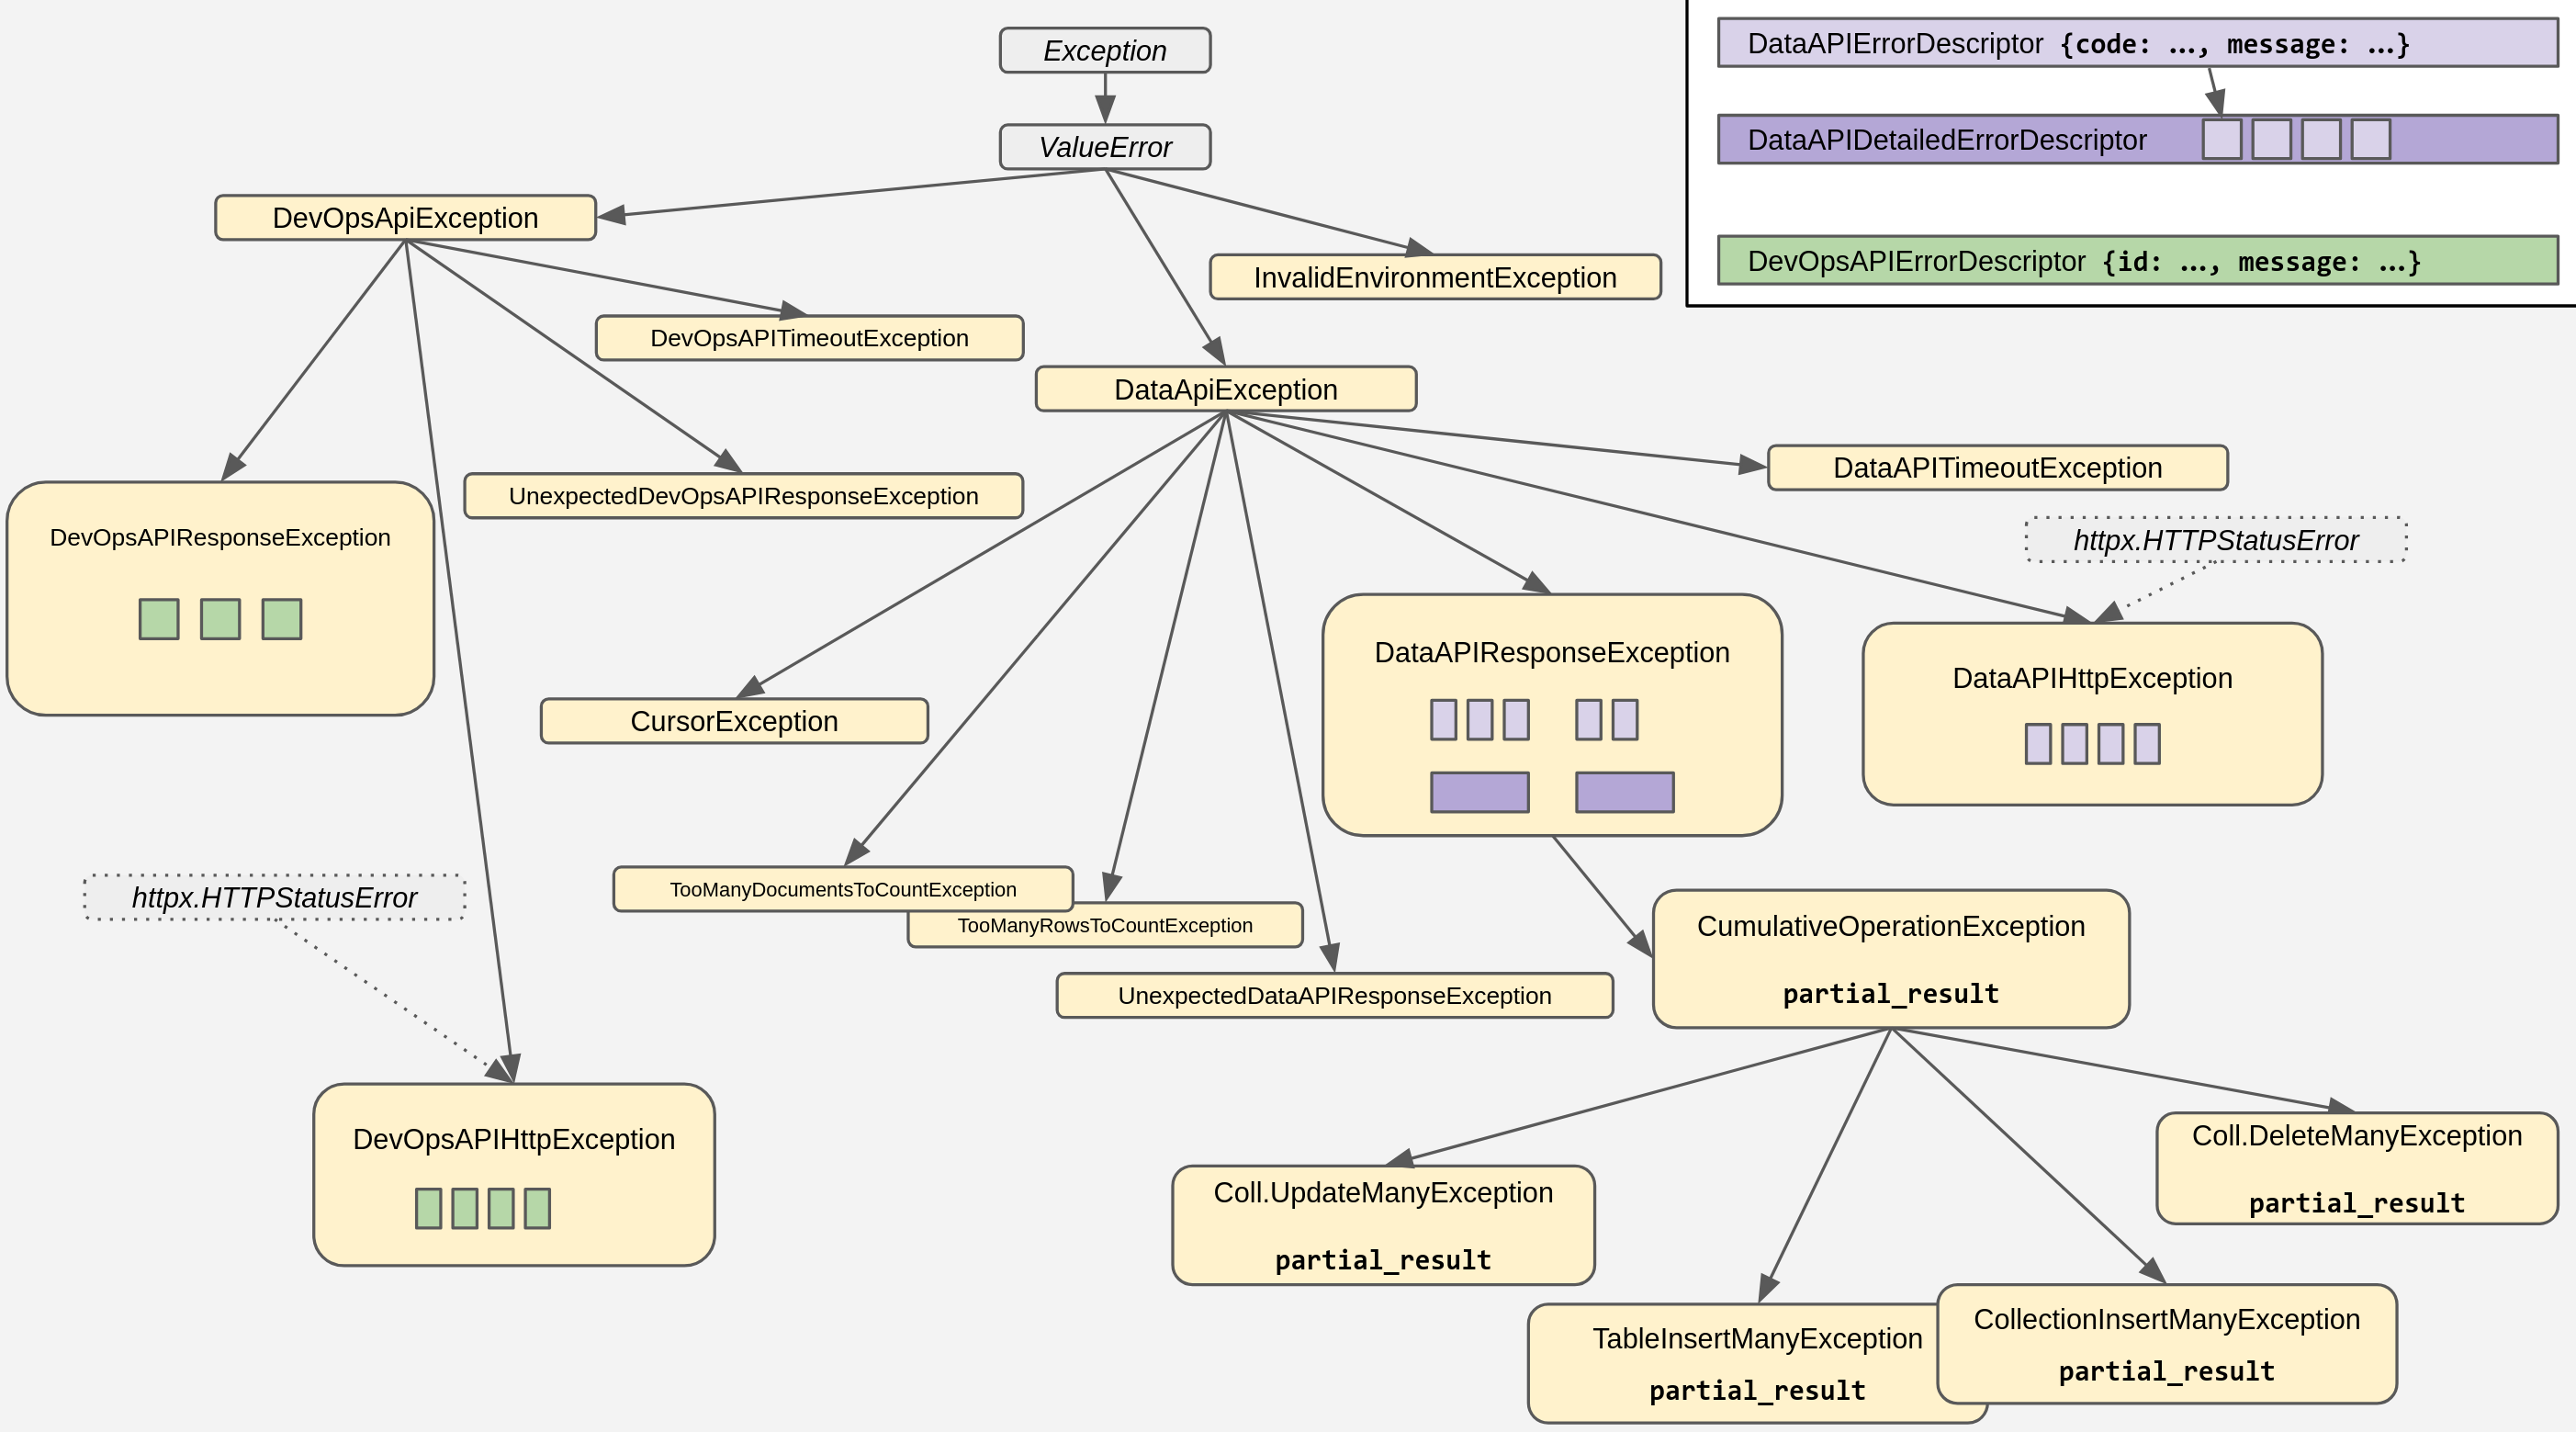 Exception
DataAPIErrorDescriptor {code: ..., message: ...}
ValueError
DataAPIDetailedErrorDescriptor
DevOpsApiException
DevOpsAPIErrorDescriptor {id: ..., message: ...}
InvalidEnvironmentException
DevOpsAPITimeoutException
DataApiException
DataAPITimeoutException
UnexpectedDevOpsAPIResponseException
DevOpsAPIResponseException
httpx.HTTPStatusError
DataAPIResponseException
DataAPIHttpException
CursorException
TooManyDocumentsToCountException
httpx.HTTPStatusError
TooManyRowsToCountException
CumulativeOperationException
partial_result
UnexpectedDataAPIResponseException
DevOpsAPIHttpException
Coll.DeleteManyException
partial_result
Coll.UpdateManyException
partial_result
TableInsertManyException
partial_result
CollectionInsertManyException
partial_result